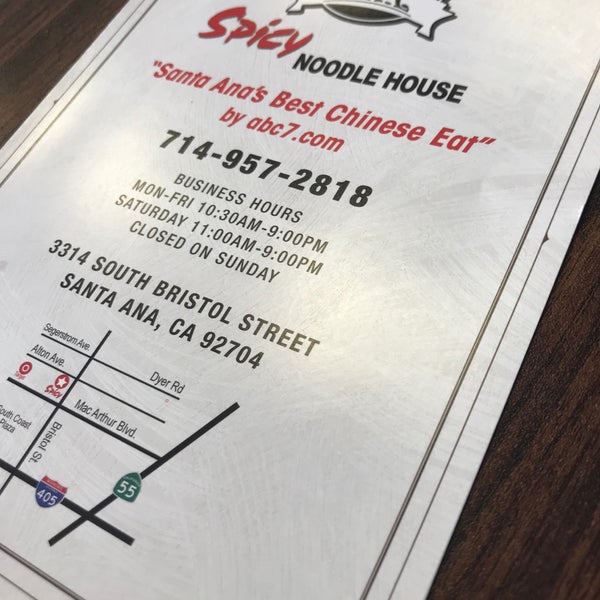 Spicy
NOODLE HOUSE
"Santa Ana's Best Chinese Eat"
by abc7.com
714-957-2818
BUSINESS HOURS
MON-FRI 10:30AM-9:00PM
SATURDAY 11:00AM-9:00PM
CLOSED ON SUNDAY
3314 SOUTH BRISTOL STREET
SANTA ANA, CA 92704
Segerstrom Ave.
Alton Ave.
Dyer Rd
Target
Spicy
Mac Arthur Blvd.
South Coast
Plaza
Bristol St.
55
405